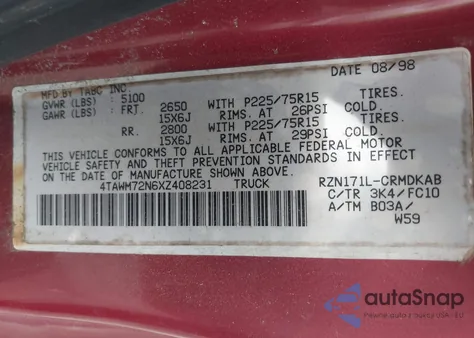 MFD BY TABC INC DATE 08/98
GVWR (LBS) : 5100
GAWR (LBS) : FRT. 2650 WITH P225/75R15 TIRES.
15X6J RIMS. AT 26PSI COLD
RR. 2800 WITH P225/75R15 TIRES.
15X6J RIMS. AT 29PSI COLD
THIS VEHICLE CONFORMS TO ALL APPLICABLE FEDERAL MOTOR
VEHICLE SAFETY AND THEFT PREVENTION STANDARDS IN EFFECT
ON THE DATE OF MANUFACTURE SHOWN ABOVE.
4TAWM72N6XZ408231 TRUCK RZN171L-CRMDKAB
C/TR 3K4/FC10
A/TM B03A/
W59
autoSnap